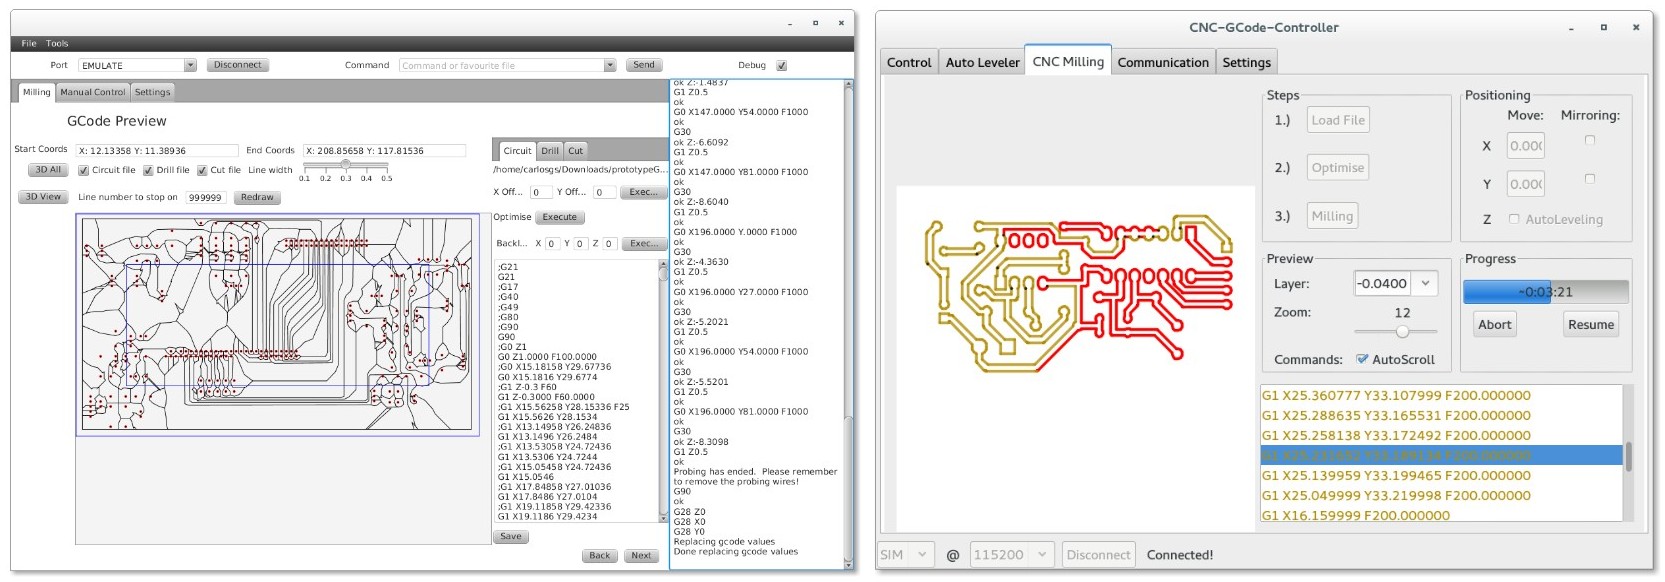 File Tools
Port EMULATE Disconnect Command Command or favourite file Send Debug
Milling Manual Control Settings
GCode Preview
Start Coords X: 12.13358 Y: 11.38936 End Coords X: 208.85658 Y: 117.81536
3D All Circuit file Drill file Cut file Line width
0.1 0.2 0.3 0.4 0.5
3D View Line number to stop on 999999 Redraw
Circuit Drill Cut
/home/carlosgs/Downloads/prototypeG...
X Off... 0 Y Off... 0 Exec...
Optimise Execute
Backl... X 0 Y 0 Z 0 Exec...
;G21
G21
;G17
;G40
;G49
;G80
;G90
G90
;G0 Z1
G0 Z1.0000 F100.0000
;G0 X15.18158 Y29.67736
G0 X15.1816 Y29.6774
;G1 Z-0.3 F60
G1 Z-0.3000 F60.0000
;G1 X15.56258 Y28.15336 F25
G1 X15.5626 Y28.1534
;G1 X13.14958 Y26.24836
G1 X13.1496 Y26.2484
;G1 X13.53058 Y24.72436
G1 X13.5306 Y24.7244
;G1 X15.05458 Y24.72436
G1 X15.0546
;G1 X17.84858 Y27.01036
G1 X17.8486 Y27.0104
;G1 X19.11858 Y29.42336
G1 X19.1186 Y29.4234
Save
Back Next
ok Z:-1.4837
G1 Z0.5
ok
G0 X147.0000 Y54.0000 F1000
ok
G30
ok Z:-6.6092
G1 Z0.5
ok
G0 X147.0000 Y81.0000 F1000
ok
G30
ok Z:-8.6040
G1 Z0.5
ok
G0 X196.0000 Y.0000 F1000
ok
G30
ok Z:-4.3630
G1 Z0.5
ok
G0 X196.0000 Y27.0000 F1000
ok
G30
ok Z:-5.2021
G1 Z0.5
ok
G0 X196.0000 Y54.0000 F1000
ok
G30
ok Z:-5.5201
G1 Z0.5
ok
G0 X196.0000 Y81.0000 F1000
ok
G30
ok Z:-8.3098
G1 Z0.5
ok
Probing has ended. Please remember
to remove the probing wires!
G90
ok
G28 Z0
G28 X0
G28 Y0
Replacing gcode values
Done replacing gcode values
CNC-GCode-Controller
Control Auto Leveler CNC Milling Communication Settings
Steps
1.) Load File
2.) Optimise
3.) Milling
Positioning
Move: Mirroring:
X 0.00
Y 0.00
Z AutoLeveling
Preview
Layer: -0.0400
Zoom: 12
Commands: AutoScroll
Progress
~0:03:21
Abort Resume
G1 X25.360777 Y33.107999 F200.000000
G1 X25.288635 Y33.165531 F200.000000
G1 X25.258138 Y33.172492 F200.000000
F200.000000
G1 X25.139959 Y33.199465 F200.000000
G1 X25.049999 Y33.219998 F200.000000
G1 X16.159999 F200.000000
SIM @ 115200 Disconnect Connected!